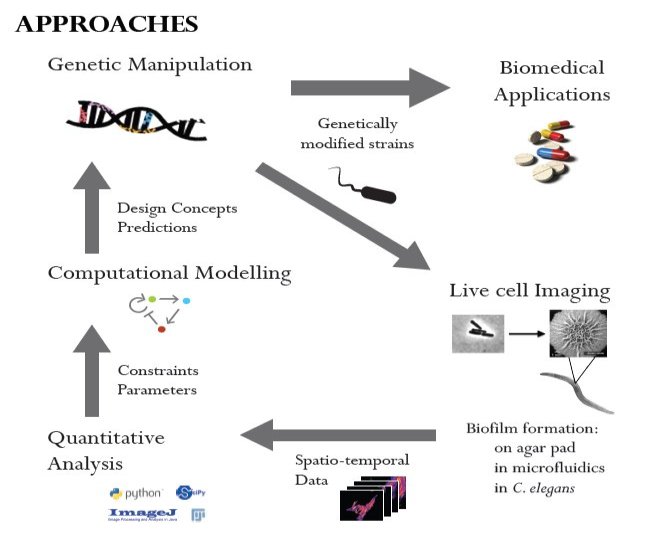 APPROACHES
Genetic Manipulation
Biomedical
Applications
Genetically
modified strains
Design Concepts
Predictions
Computational Modelling
Live cell Imaging
Constraints
Parameters
Quantitative
Analysis
Spatio-temporal
Data
Biofilm formation:
on agar pad
in microfluidics
in C. elegans
python
SciPy
ImageJ
Image Processing and Analysis in Java